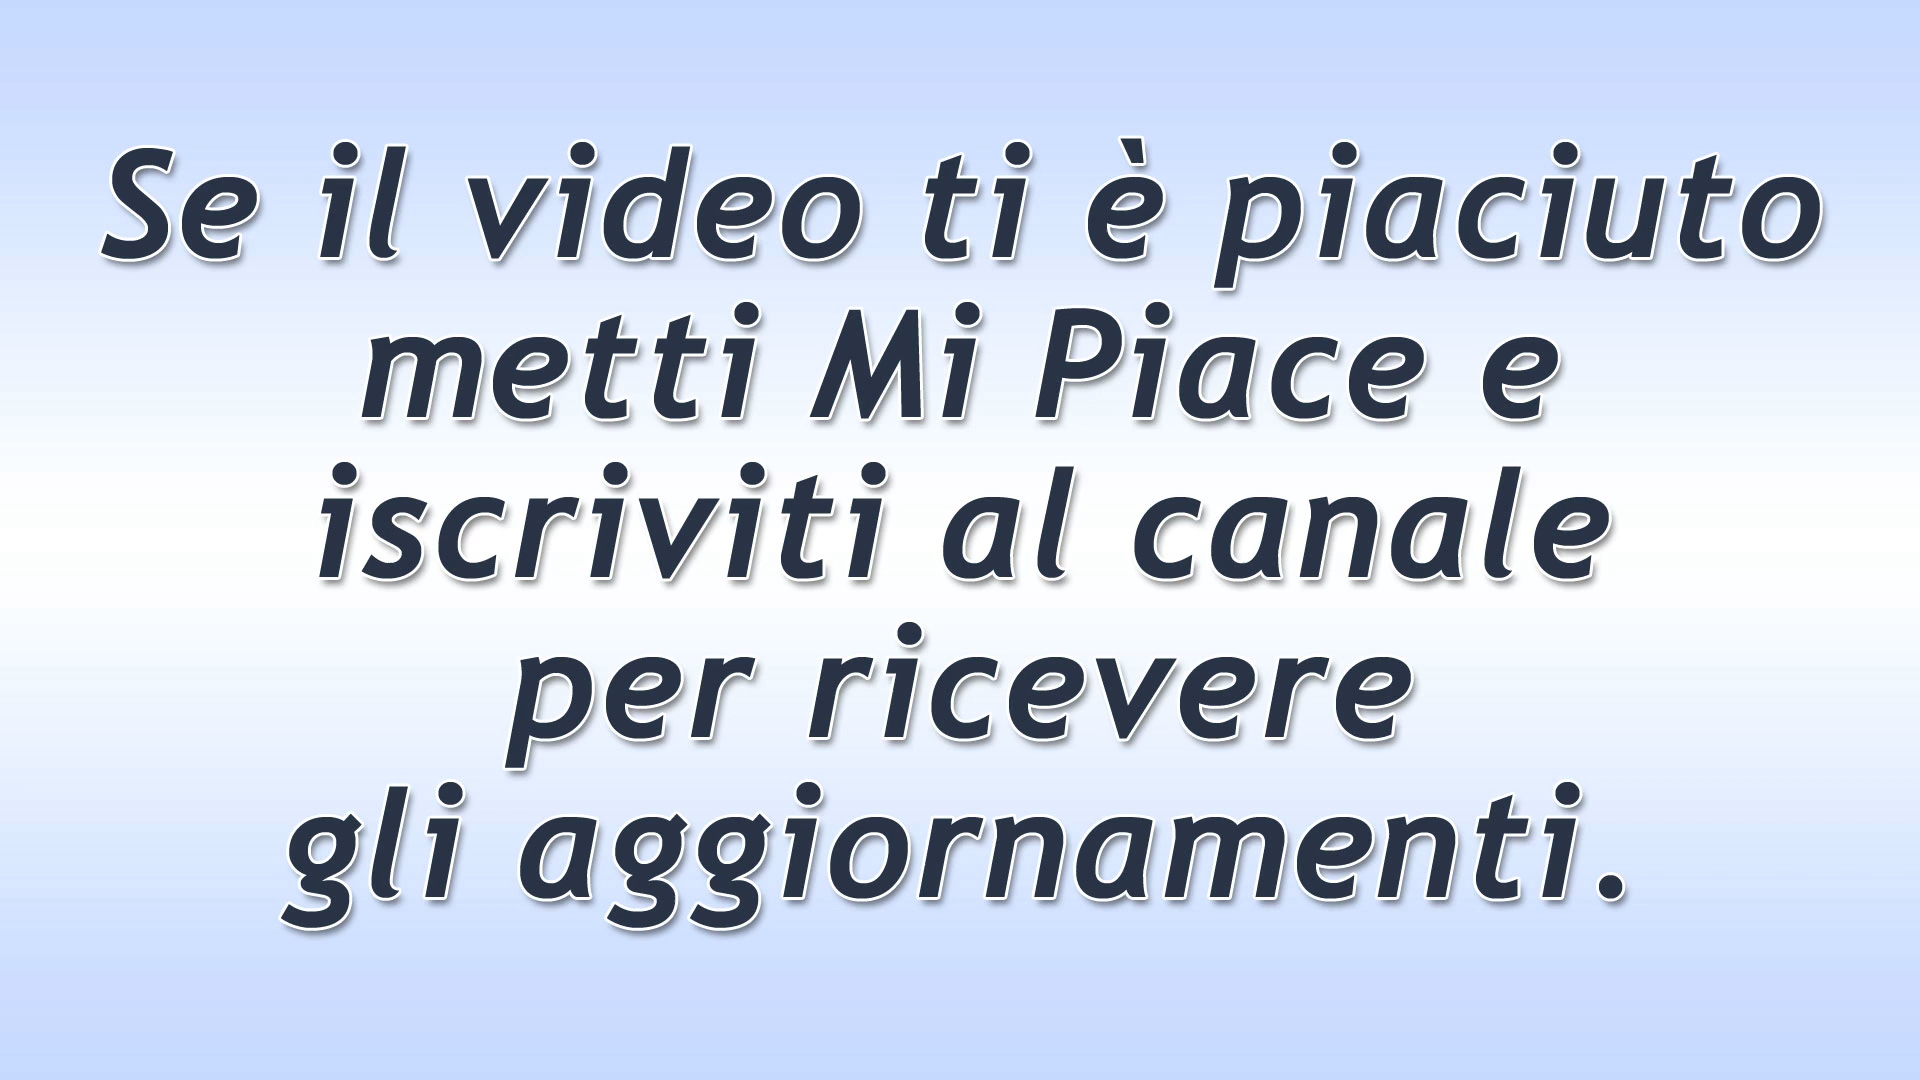 Se il video ti è piaciuto
metti Mi Piace e
iscriviti al canale
per ricevere
gli aggiornamenti.